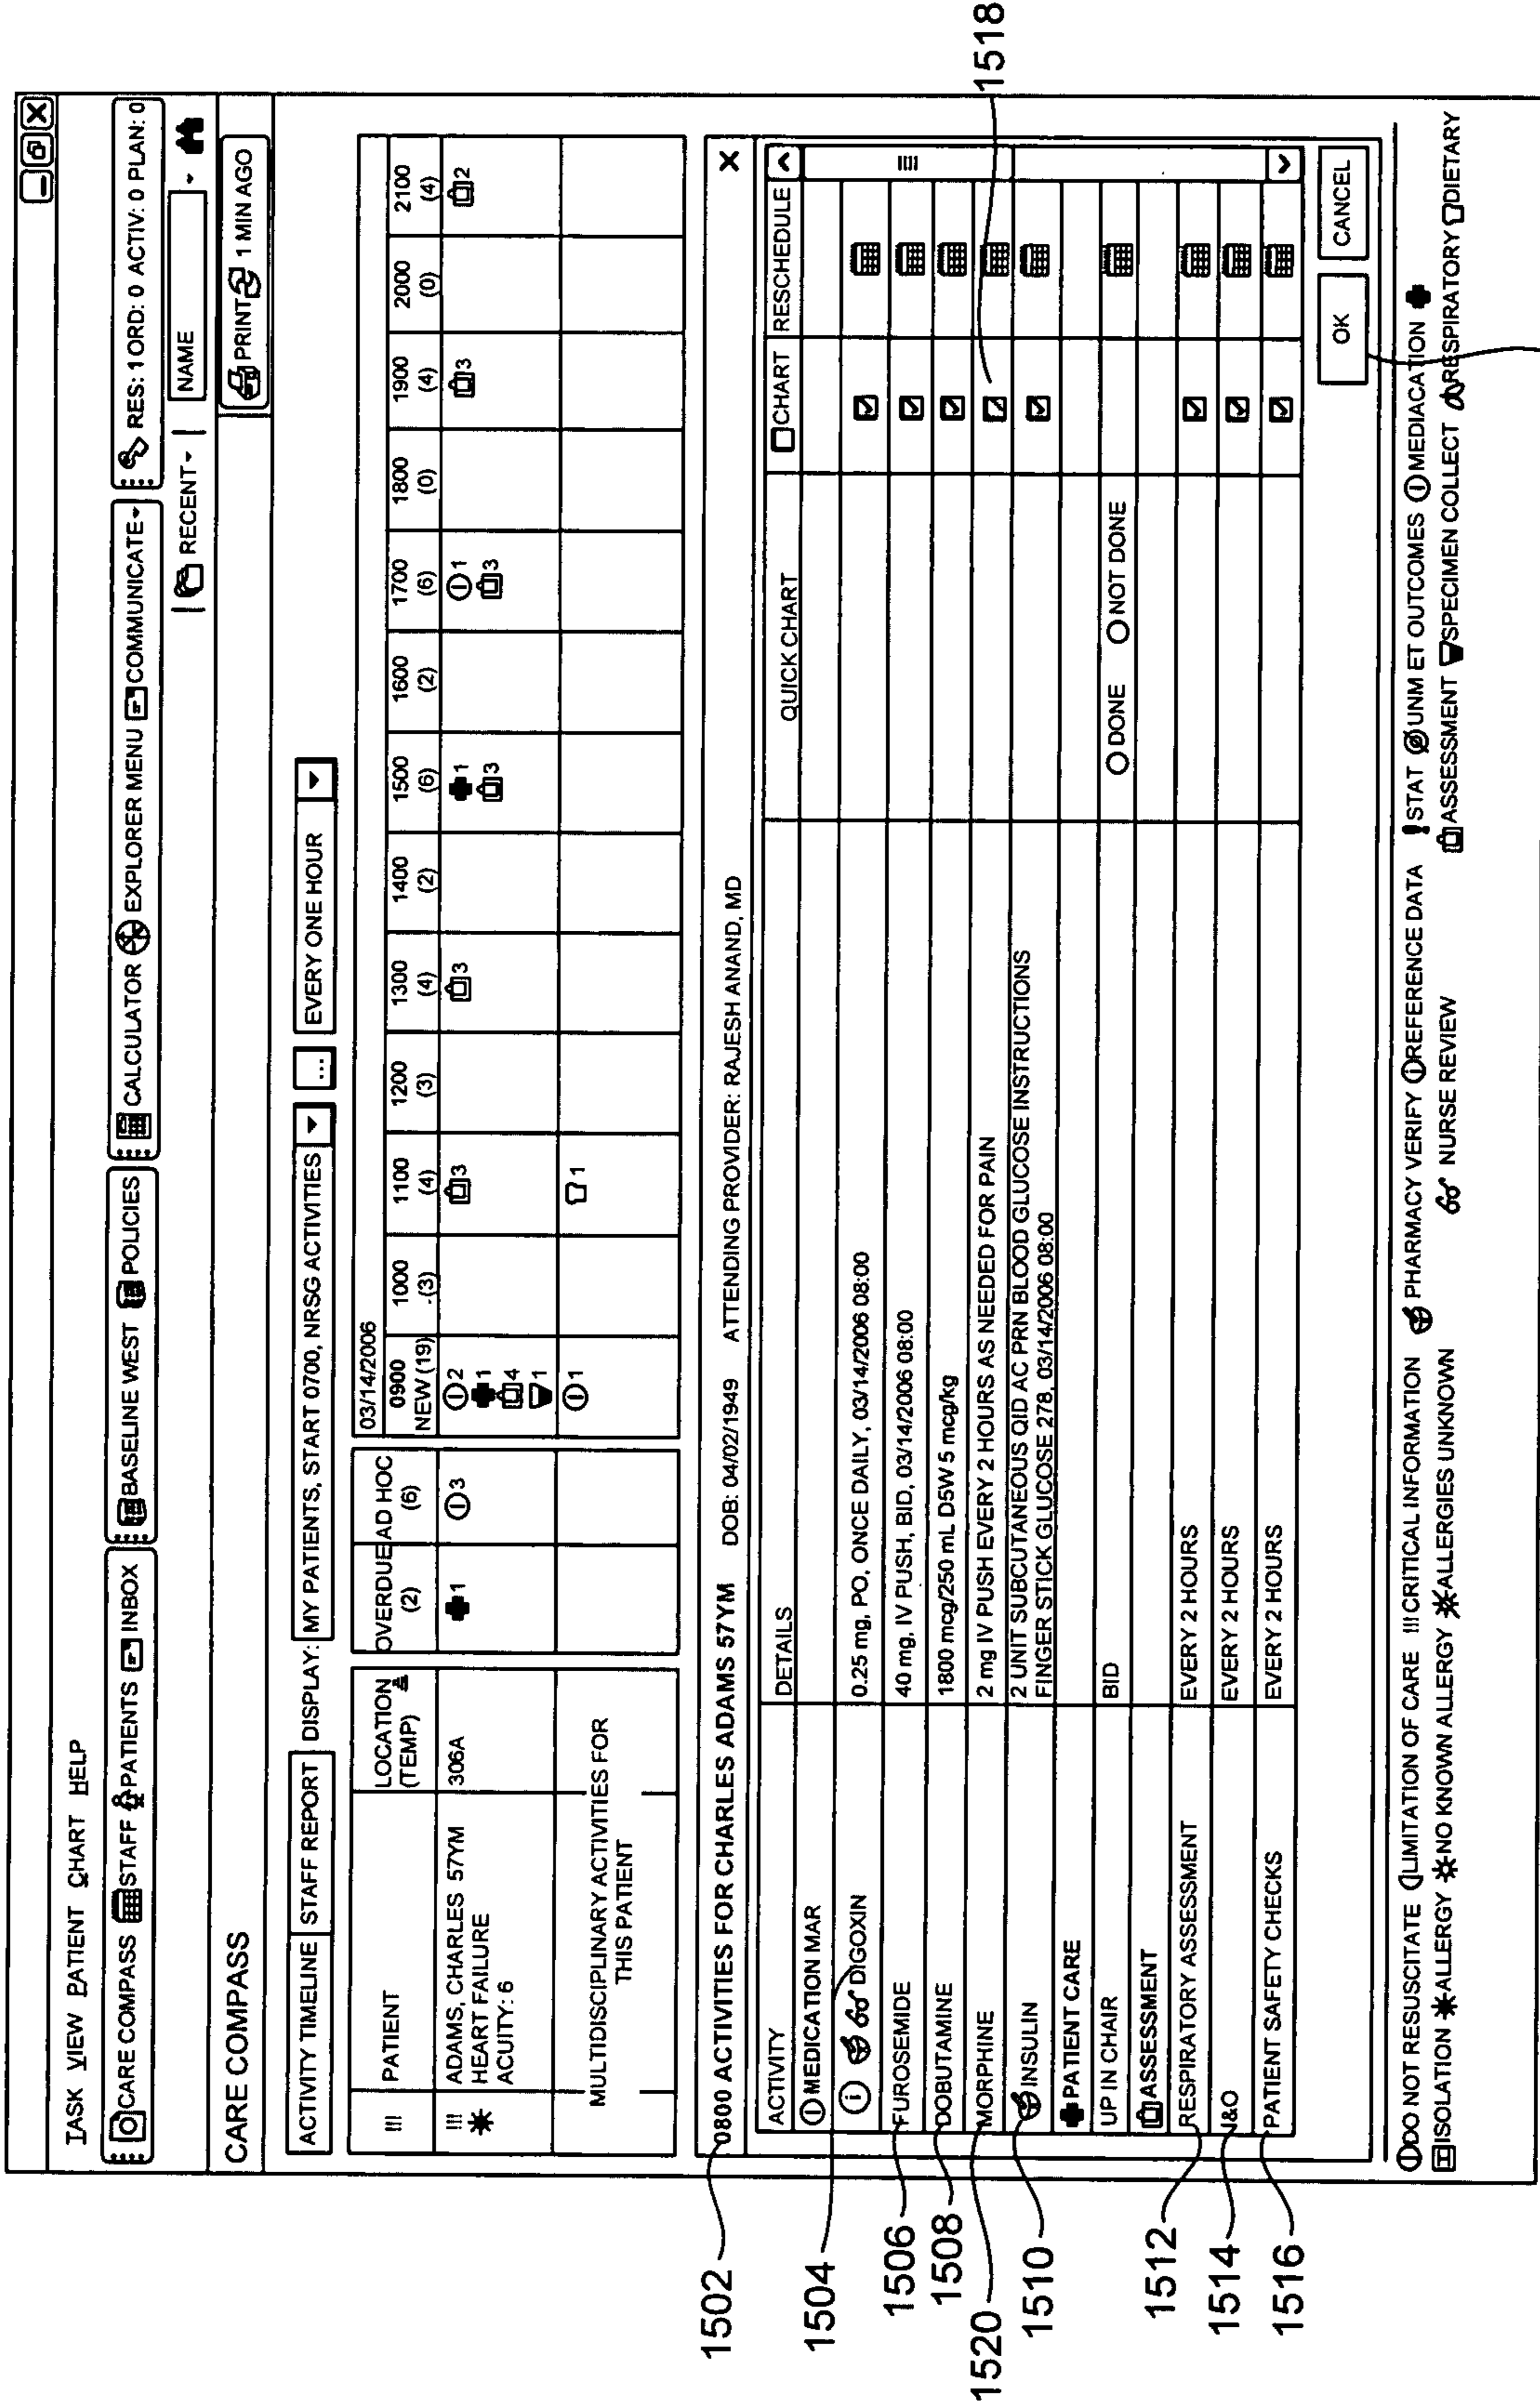 TASK VIEW PATIENT CHART HELP
CARE COMPASS STAFF PATIENTS INBOX BASELINE WEST POLICIES CALCULATOR EXPLORER MENU COMMUNICATE RES: 1 ORD: 0 ACTIV: 0 PLAN: 0
RECENT NAME
CARE COMPASS PRINT 1 MIN AGO
ACTIVITY TIMELINE STAFF REPORT DISPLAY: MY PATIENTS, START 0700, NRSG ACTIVITIES ... EVERY ONE HOUR
03/14/2006
!!! PATIENT LOCATION OVERDUE AD HOC 0900 1000 1100 1200 1300 1400 1500 1600 1700 1800 1900 2000 2100
(TEMP) (2) (6) NEW (19) (3) (4) (3) (4) (2) (6) (2) (6) (0) (4) (0) (4)
!!! ADAMS, CHARLES 57YM 306A 1 3 2 3 3 1 1 3 2
HEART FAILURE 1 3 3
ACUITY: 6 4
1
MULTIDISCIPLINARY ACTIVITIES FOR 1 1
THIS PATIENT
0800 ACTIVITIES FOR CHARLES ADAMS 57YM DOB: 04/02/1949 ATTENDING PROVIDER: RAJESH ANAND, MD X
ACTIVITY DETAILS QUICK CHART CHART RESCHEDULE
MEDICATION MAR
DIGOXIN 0.25 mg, PO, ONCE DAILY, 03/14/2006 08:00
FUROSEMIDE 40 mg, IV PUSH, BID, 03/14/2006 08:00
DOBUTAMINE 1800 mcg/250 mL D5W 5 mcg/kg
MORPHINE 2 mg IV PUSH EVERY 2 HOURS AS NEEDED FOR PAIN
INSULIN 2 UNIT SUBCUTANEOUS QID AC PRN BLOOD GLUCOSE INSTRUCTIONS
FINGER STICK GLUCOSE 278, 03/14/2006 08:00
PATIENT CARE
UP IN CHAIR BID DONE NOT DONE
ASSESSMENT
RESPIRATORY ASSESSMENT EVERY 2 HOURS
I&O EVERY 2 HOURS
PATIENT SAFETY CHECKS EVERY 2 HOURS
OK CANCEL
DO NOT RESUSCITATE LIMITATION OF CARE !!! CRITICAL INFORMATION PHARMACY VERIFY REFERENCE DATA STAT UNM ET OUTCOMES MEDIACATION
ISOLATION ALLERGY NO KNOWN ALLERGY ALLERGIES UNKNOWN NURSE REVIEW ASSESSMENT SPECIMEN COLLECT RESPIRATORY DIETARY
1502
1504
1506
1508
1520
1510
1512
1514
1516
1518